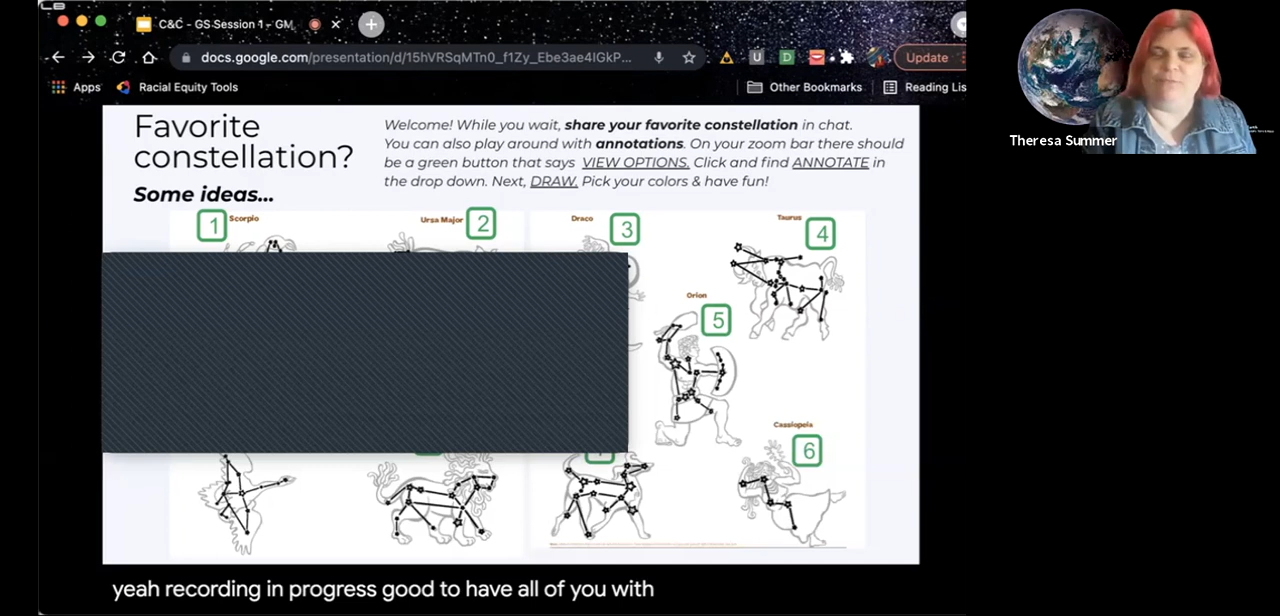 C&C - GS Session 1 - GM
docs.google.com/presentation/d/15hVRSqMTn0_f1Zy_Ebe3ae4lGkP...
Update
Apps
Racial Equity Tools
Other Bookmarks
Reading Lis
Theresa Summer
Favorite
constellation?
Some ideas...
Welcome! While you wait, share your favorite constellation in chat.
You can also play around with annotations. On your zoom bar there should
be a green button that says VIEW OPTIONS. Click and find ANNOTATE in
the drop down. Next, DRAW. Pick your colors & have fun!
1 Scorpio
Ursa Major 2
Draco 3
Taurus 4
Orion
5
Cassiopeia
6
yeah recording in progress good to have all of you with